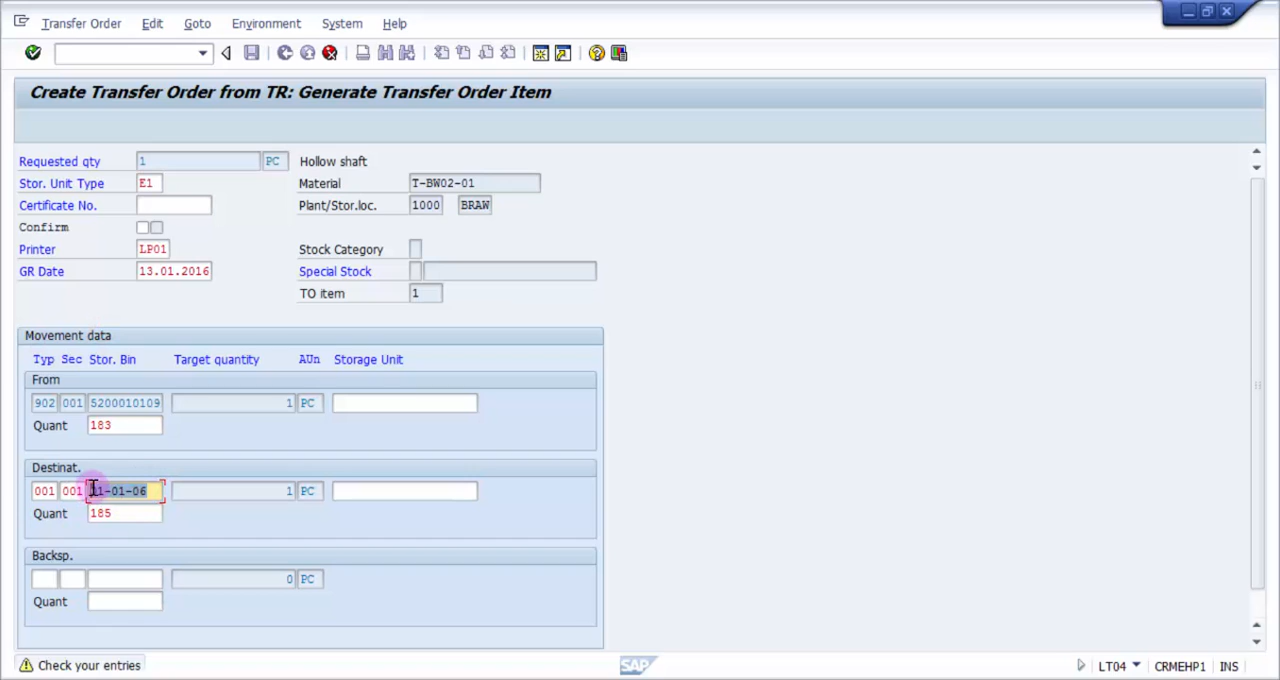 Transfer Order Edit Goto Environment System Help
Create Transfer Order from TR: Generate Transfer Order Item
Requested qty 1 PC Hollow shaft
Stor. Unit Type E1 Material T-BW02-01
Certificate No. Plant/Stor.loc. 1000 BRAW
Confirm
Printer LP01 Stock Category
GR Date 13.01.2016 Special Stock
TO item 1
Movement data
Typ Sec Stor. Bin Target quantity AUn Storage Unit
From
902 001 5200010109 1 PC
Quant 183
Destinat.
001 001 01-01-06 1 PC
Quant 185
Backsp.
0 PC
Quant
Check your entries SAP LT04 CRMEHP1 INS